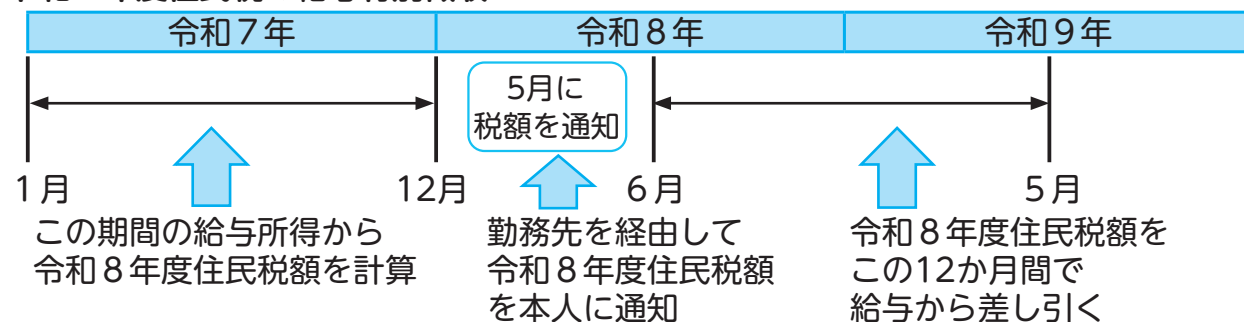 令和７年
令和８年
令和９年
5月に
税額を通知
1月
12月
6月
5月
この期間の給与所得から
令和８年度住民税額を計算
勤務先を経由して
令和８年度住民税額
を本人に通知
令和８年度住民税額を
この12か月間で
給与から差し引く